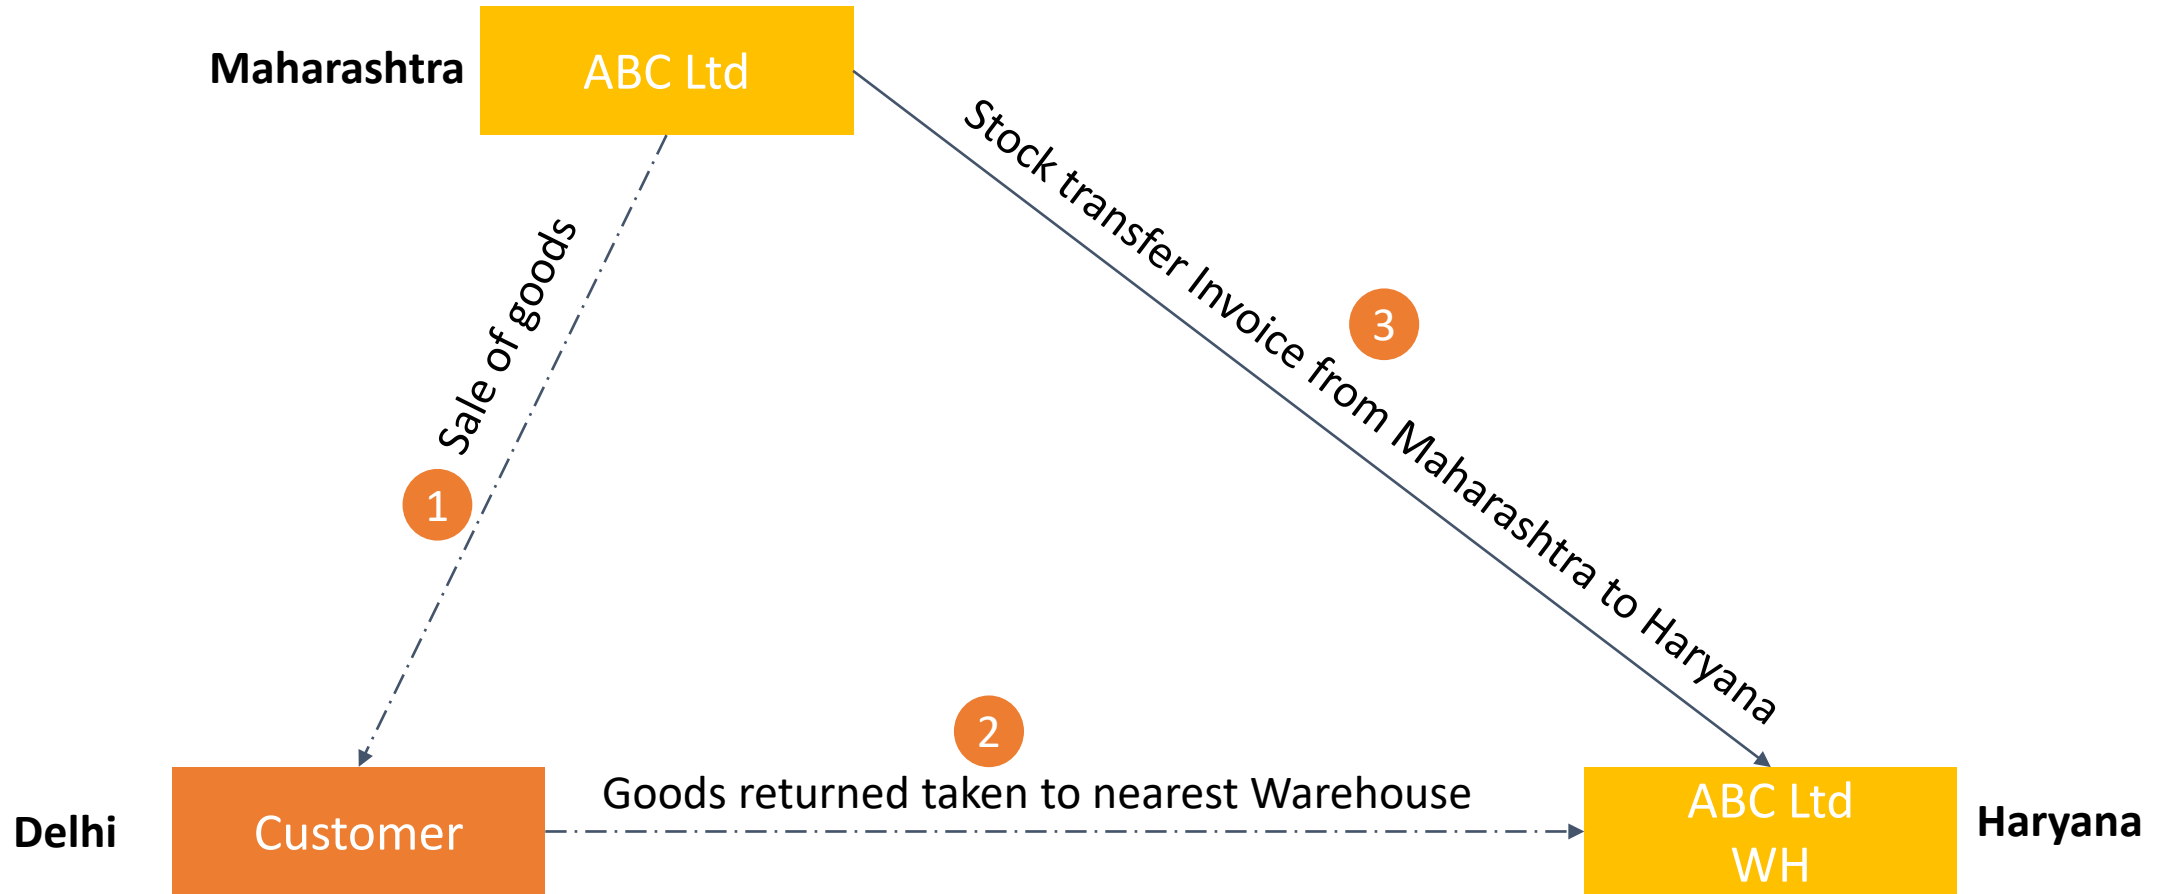 Maharashtra
ABC Ltd
Stock transfer Invoice from Maharashtra to Haryana
3
Sale of goods
1
2
Goods returned taken to nearest Warehouse
Delhi
Customer
ABC Ltd
WH
Haryana